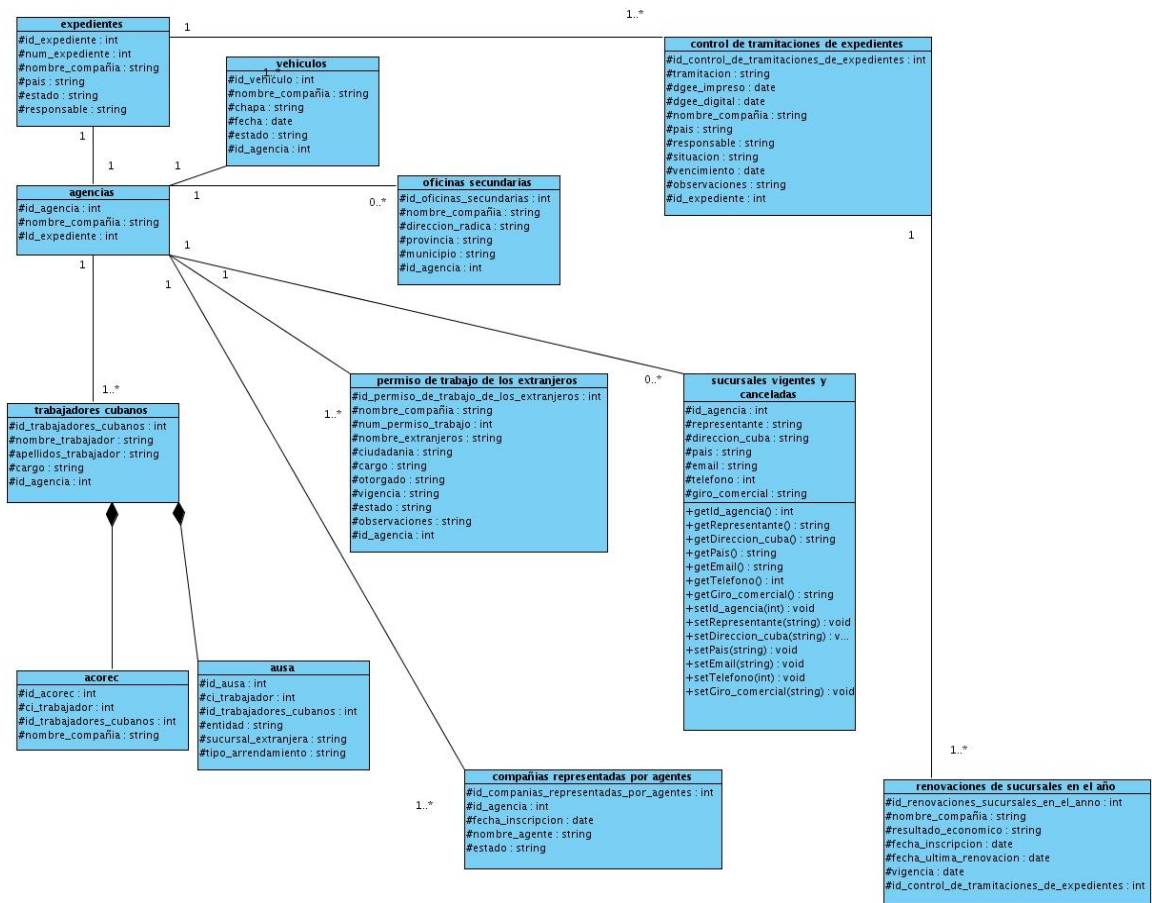 expedientes
#id_expediente : int
#num_expediente : int
#nombre_compañia : string
#pais : string
#estado : string
#responsable : string
1
1..*
control de tramitaciones de expedientes
#id_control_de_tramitaciones_de_expedientes : int
#tramitacion : string
#dgee_impreso : date
#dgee_digital : date
#nombre_compañia : string
#pais : string
#responsable : string
#situacion : string
#vencimiento : date
#observaciones : string
#id_expediente : int
1
vehiculos
1..*
#id_vehiculo : int
#nombre_compañia : string
#chapa : string
#fecha : date
#estado : string
#id_agencia : int
1
1
1
agencias
#id_agencia : int
#nombre_compañia : string
#Id_expediente : int
1
0..*
oficinas secundarias
#id_oficinas_secundarias : int
#nombre_compañia : string
#direccion_radica : string
#provincia : string
#municipio : string
#id_agencia : int
1
1
1
1
1..*
trabajadores cubanos
#id_trabajadores_cubanos : int
#nombre_trabajador : string
#apellidos_trabajador : string
#cargo : string
#id_agencia : int
1..*
permiso de trabajo de los extranjeros
#id_permiso_de_trabajo_de_los_extranjeros : int
#nombre_compañia : string
#num_permiso_trabajo : int
#nombre_extranjeros : string
#ciudadania : string
#cargo : string
#otorgado : string
#vigencia : string
#estado : string
#observaciones : string
#id_agencia : int
0..*
sucursales vigentes y
canceladas
#id_agencia : int
#representante : string
#direccion_cuba : string
#pais : string
#email : string
#telefono : int
#giro_comercial : string
+getId_agencia() : int
+getRepresentante() : string
+getDireccion_cuba() : string
+getPais() : string
+getEmail() : string
+getTelefono() : int
+getGiro_comercial() : string
+setId_agencia(int) : void
+setRepresentante(string) : void
+setDireccion_cuba(string) : v...
+setPais(string) : void
+setEmail(string) : void
+setTelefono(int) : void
+setGiro_comercial(string) : void
acorec
#id_acorec : int
#ci_trabajador : int
#id_trabajadores_cubanos : int
#nombre_compañia : string
ausa
#id_ausa : int
#ci_trabajador : int
#id_trabajadores_cubanos : int
#entidad : string
#sucursal_extranjera : string
#tipo_arrendamiento : string
1..*
compañias representadas por agentes
#id_companias_representadas_por_agentes : int
#id_agencia : int
#fecha_inscripcion : date
#nombre_agente : string
#estado : string
1..*
renovaciones de sucursales en el año
#id_renovaciones_sucursales_en_el_anno : int
#nombre_compañia : string
#resultado_economico : string
#fecha_inscripcion : date
#fecha_ultima_renovacion : date
#vigencia : date
#id_control_de_tramitaciones_de_expedientes : int